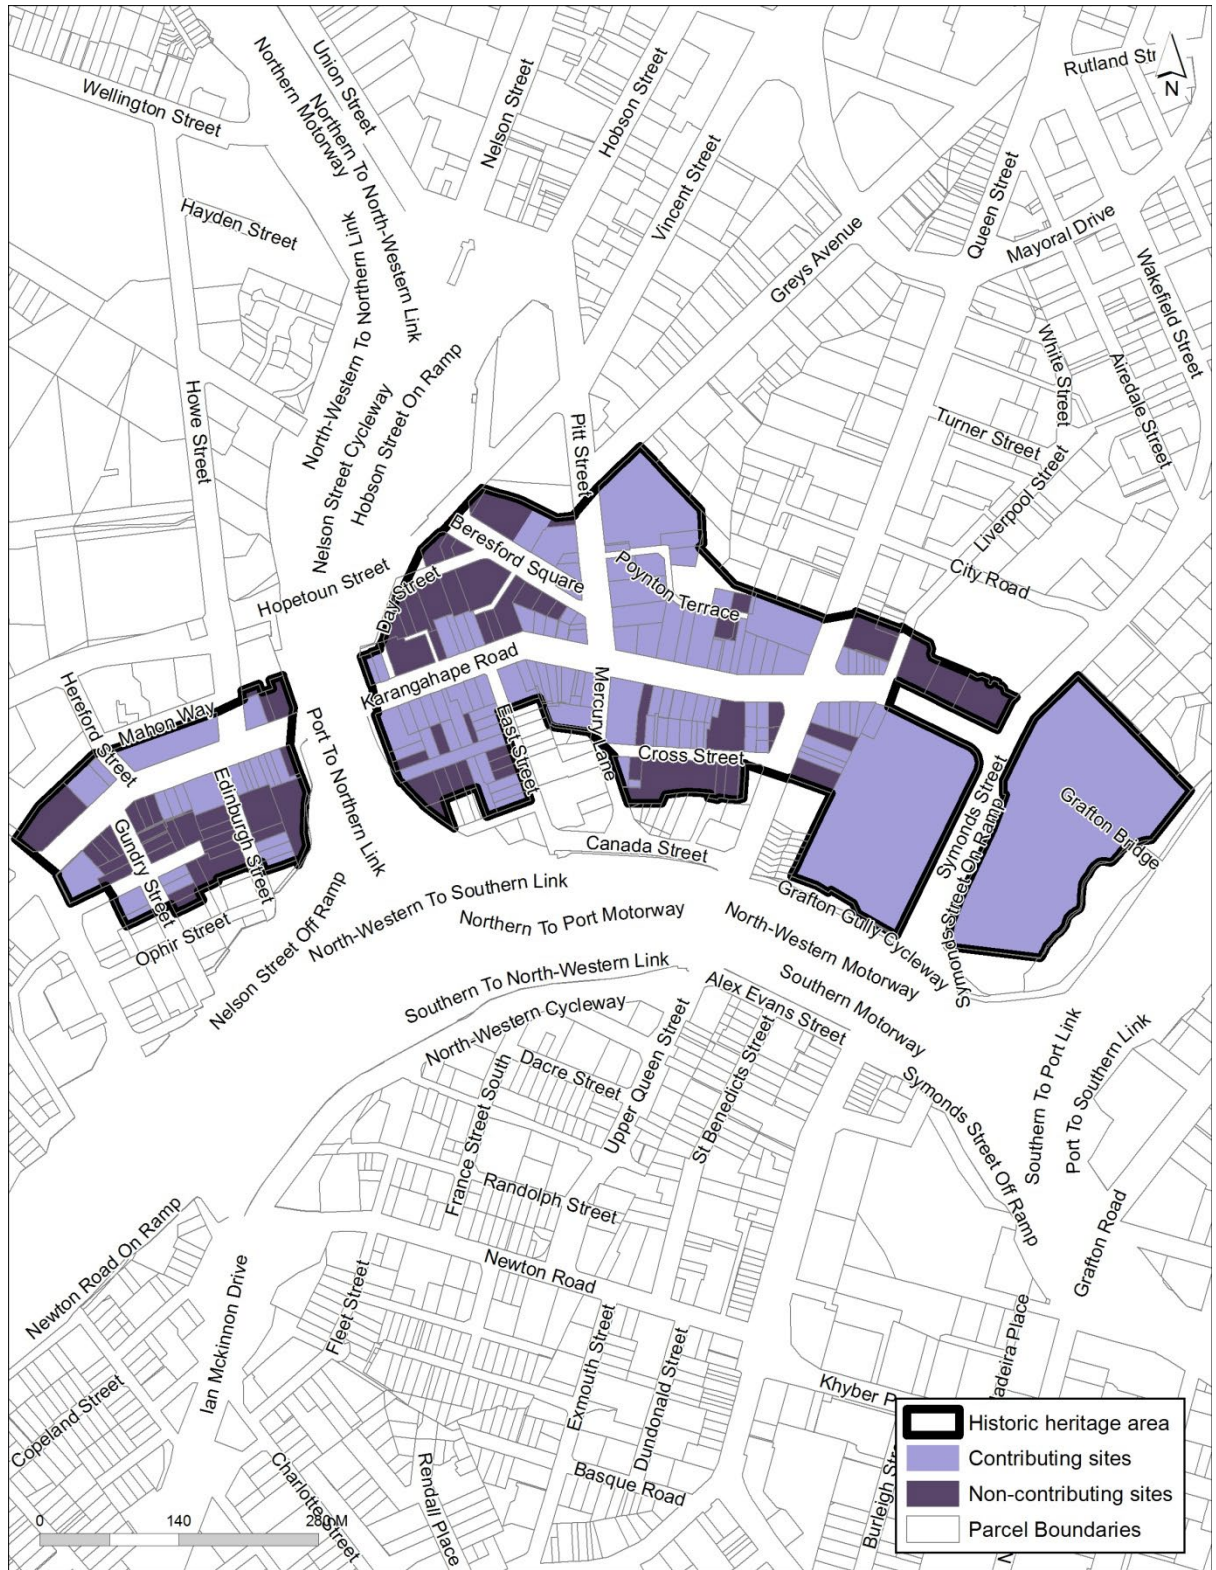 Rutland Str
N
Union Street
Northern Motorway
Northern To North-Western Link
Wellington Street
Nelson Street
Hobson Street
Vincent Street
Queen Street
Mayoral Drive
Wakefield Street
Hayden Street
Greys Avenue
North-Western To Northern Link
White Street
Airedale Street
Howe Street
Nelson Street Cycleway
Hobson Street On Ramp
Pitt Street
Turner Street
Liverpool Street
Beresford Square
Hopetoun Street
Day Street
Poynton Terrace
City Road
Karangahape Road
Hereford Street
Mahon Way
Mercury Lane
East Street
Port To Northern Link
Cross Street
Edinburgh Street
Gundry Street
Symonds Street
Symonds Street On Ramp
Grafton Bridge
Canada Street
Ophir Street
Nelson Street Off Ramp
North-Western To Southern Link
Northern To Port Motorway
Grafton Gully Cycleway
North-Western Motorway
Southern To North-Western Link
Southern Motorway
Alex Evans Street
North-Western Cycleway
Dacre Street
Upper Queen Street
St Benedicts Street
Symonds Street Off Ramp
Southern To Port Link
Port To Southern Link
France Street South
Randolph Street
Newton Road On Ramp
Ian Mckinnon Drive
Newton Road
Grafton Road
Fleet Street
Exmouth Street
Dundonald Street
adeira Place
Khyber P
Copeland Street
Charlotte Street
Rendall Place
Basque Road
Burleigh Stre
N
Historic heritage area
Contributing sites
Non-contributing sites
Parcel Boundaries
0
140
280 M